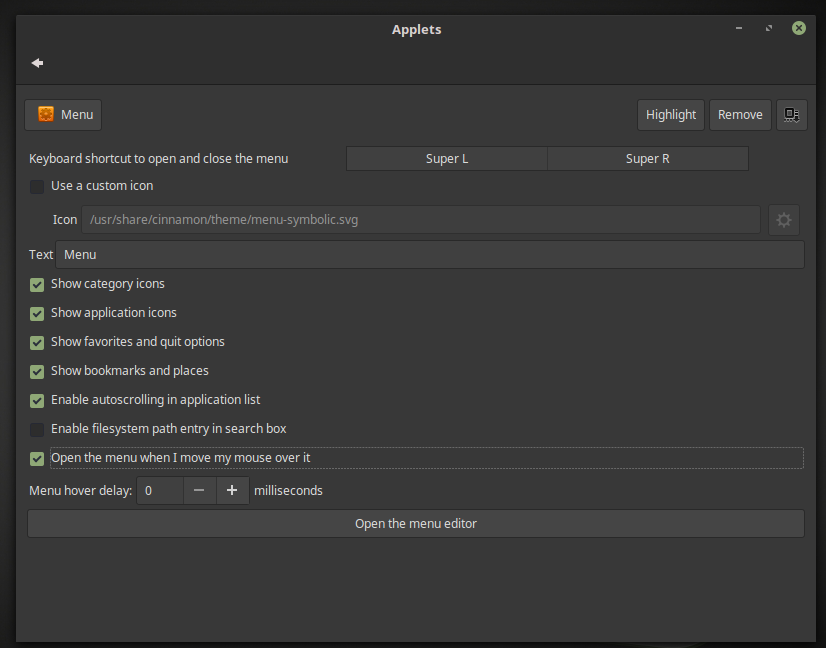 Applets
Menu Highlight Remove
Keyboard shortcut to open and close the menu Super L Super R
Use a custom icon
Icon /usr/share/cinnamon/theme/menu-symbolic.svg
Text Menu
Show category icons
Show application icons
Show favorites and quit options
Show bookmarks and places
Enable autoscrolling in application list
Enable filesystem path entry in search box
Open the menu when I move my mouse over it
Menu hover delay: 0 milliseconds
Open the menu editor